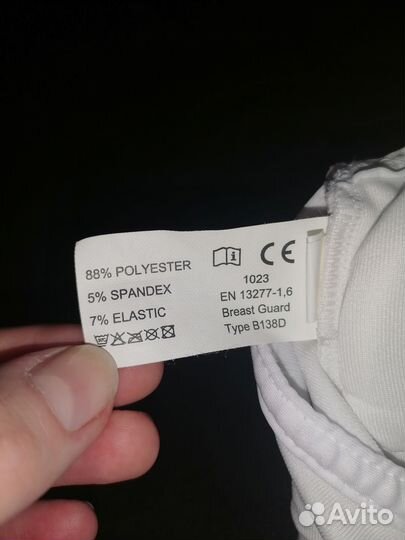 88% POLYESTER
5% SPANDEX
7% ELASTIC
CE
1023
EN 13277-1,6
Breast Guard
Type B138D
Avito